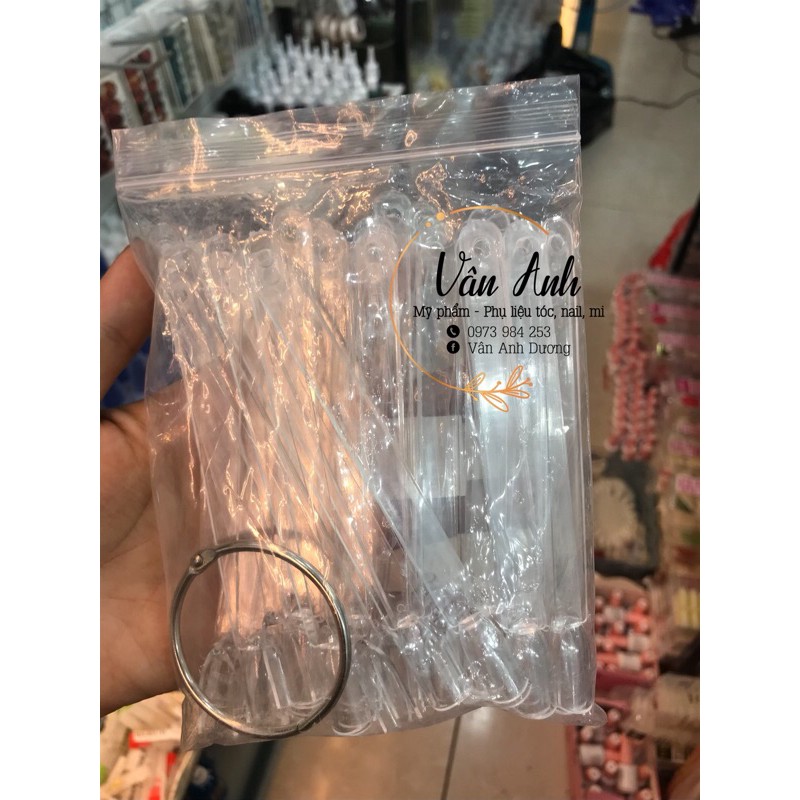 Vân Anh
Mỹ phẩm - Phụ liệu tóc, nail, mi
0973 984 253
Vân Anh Dương